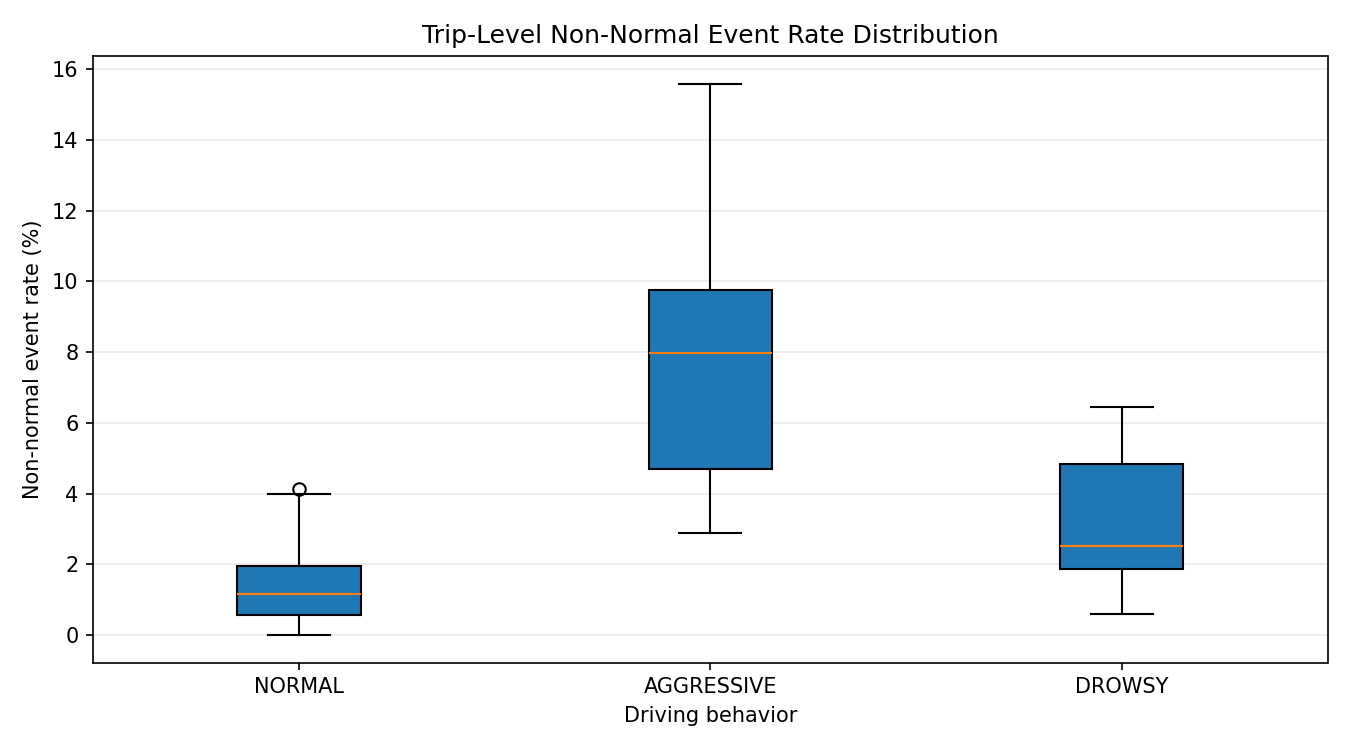 Trip-Level Non-Normal Event Rate Distribution
Non-normal event rate (%)
16
14
12
10
8
6
4
2
0
NORMAL AGGRESSIVE DROWSY
Driving behavior